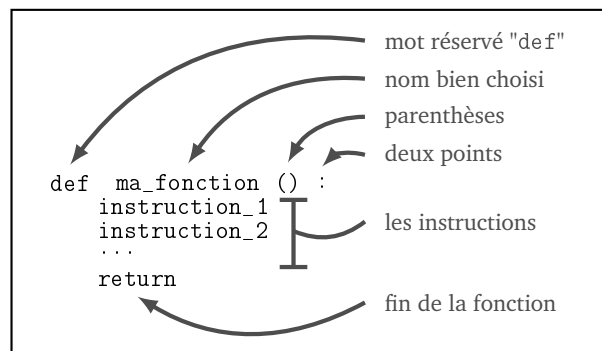 mot réservé "def"
nom bien choisi
parenthèses
deux points
def ma_fonction () :
instruction_1
instruction_2
les instructions
...
return
fin de la fonction